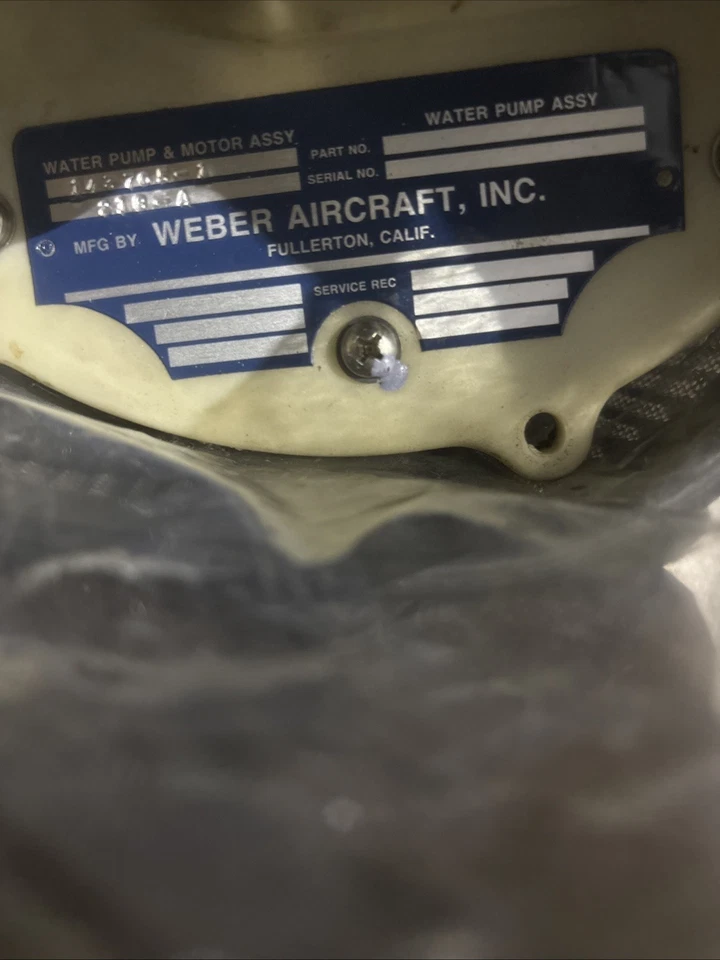 WATER PUMP & MOTOR ASSY
WATER PUMP ASSY
PART NO.
SERIAL NO.
MFG BY WEBER AIRCRAFT, INC.
FULLERTON, CALIF.
SERVICE REC